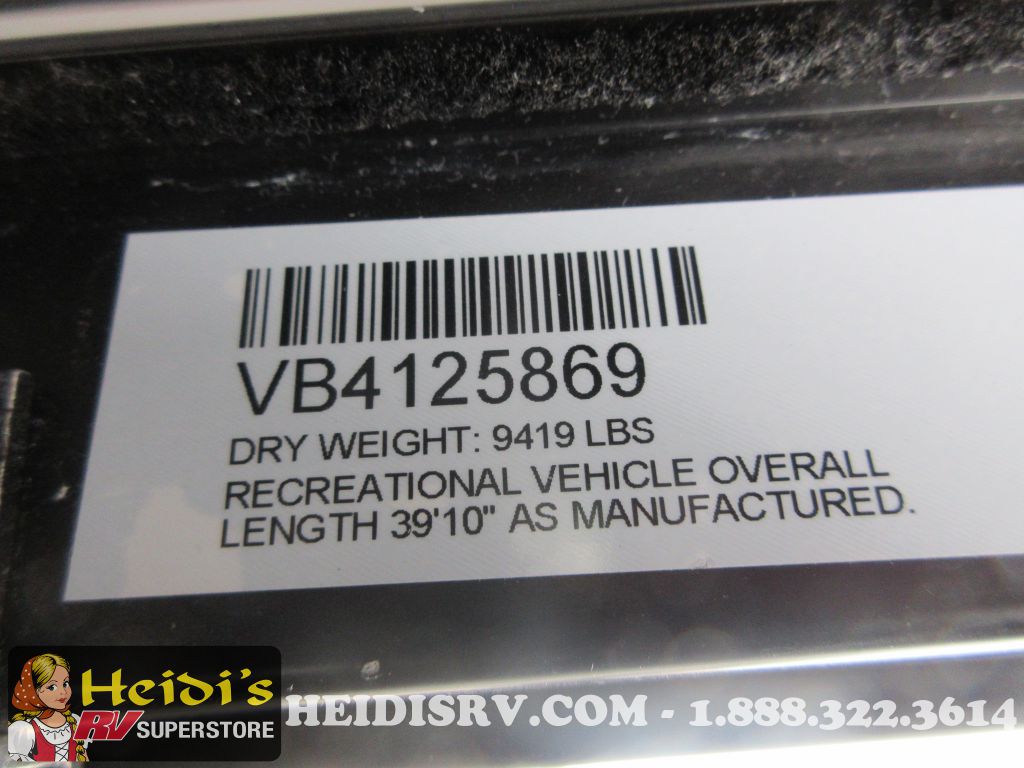 VB4125869
DRY WEIGHT: 9419 LBS
RECREATIONAL VEHICLE OVERALL
LENGTH 39'10" AS MANUFACTURED.
Heidi's
RV SUPERSTORE
HEIDISRV.COM - 1.888.322.3614